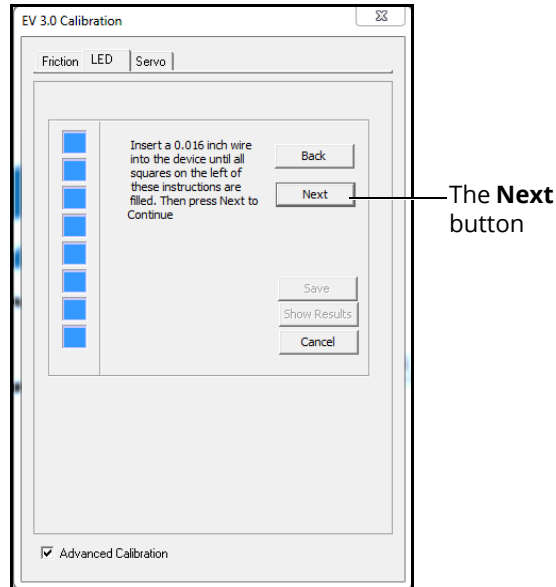 EV 3.0 Calibration
Friction
LED
Servo
Insert a 0.016 inch wire
into the device until all
squares on the left of
these instructions are
filled. Then press Next to
Continue
Back
Next
Save
Show Results
Cancel
Advanced Calibration
The Next
button